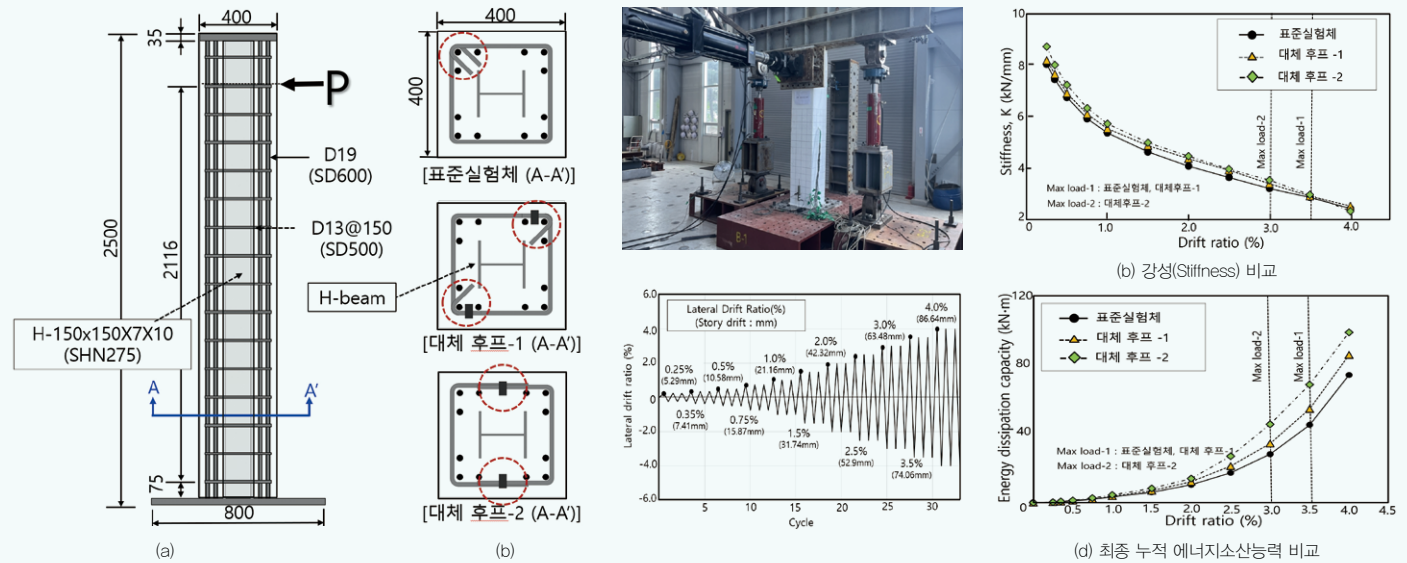 400
35
2500
2116
75
800
P
D19
(SD600)
D13@150
(SD500)
H-150x150X7X10
(SHN275)
A
A'
(a)
400
400
[표준실험체 (A-A')]
H-beam
[대체 후프-1 (A-A')]
[대체 후프-2 (A-A')]
(b)
B-1
Lateral drift ratio (%)
6.0
4.0
2.0
0
-2.0
-4.0
-6.0
Lateral Drift Ratio(%)
(Story drift : mm)
0.25%
(5.29mm)
0.35%
(7.41mm)
0.5%
(10.58mm)
0.75%
(15.87mm)
1.0%
(21.16mm)
1.5%
(31.74mm)
2.0%
(42.32mm)
2.5%
(52.9mm)
3.0%
(63.48mm)
3.5%
(74.06mm)
4.0%
(86.64mm)
5
10
15
20
25
30
Cycle
Stiffness, K (kN/mm)
10
8
6
4
2
표준실험체
대체 후프 -1
대체 후프 -2
Max load-2
Max load-1
Max load-1 : 표준실험체, 대체후프-1
Max load-2 : 대체후프-2
0
1.0
2.0
3.0
4.0
Drift ratio (%)
(b) 강성(Stiffness) 비교
Energy dissipation capacity (kN·m)
120
80
40
0
표준실험체
대체 후프 -1
대체 후프 -2
Max load-2
Max load-1
Max load-1 : 표준실험체, 대체 후프-1
Max load-2 : 대체 후프-2
0.5
1.0
1.5
2.0
2.5
3.0
3.5
4.0
4.5
Drift ratio (%)
(d) 최종 누적 에너지소산능력 비교